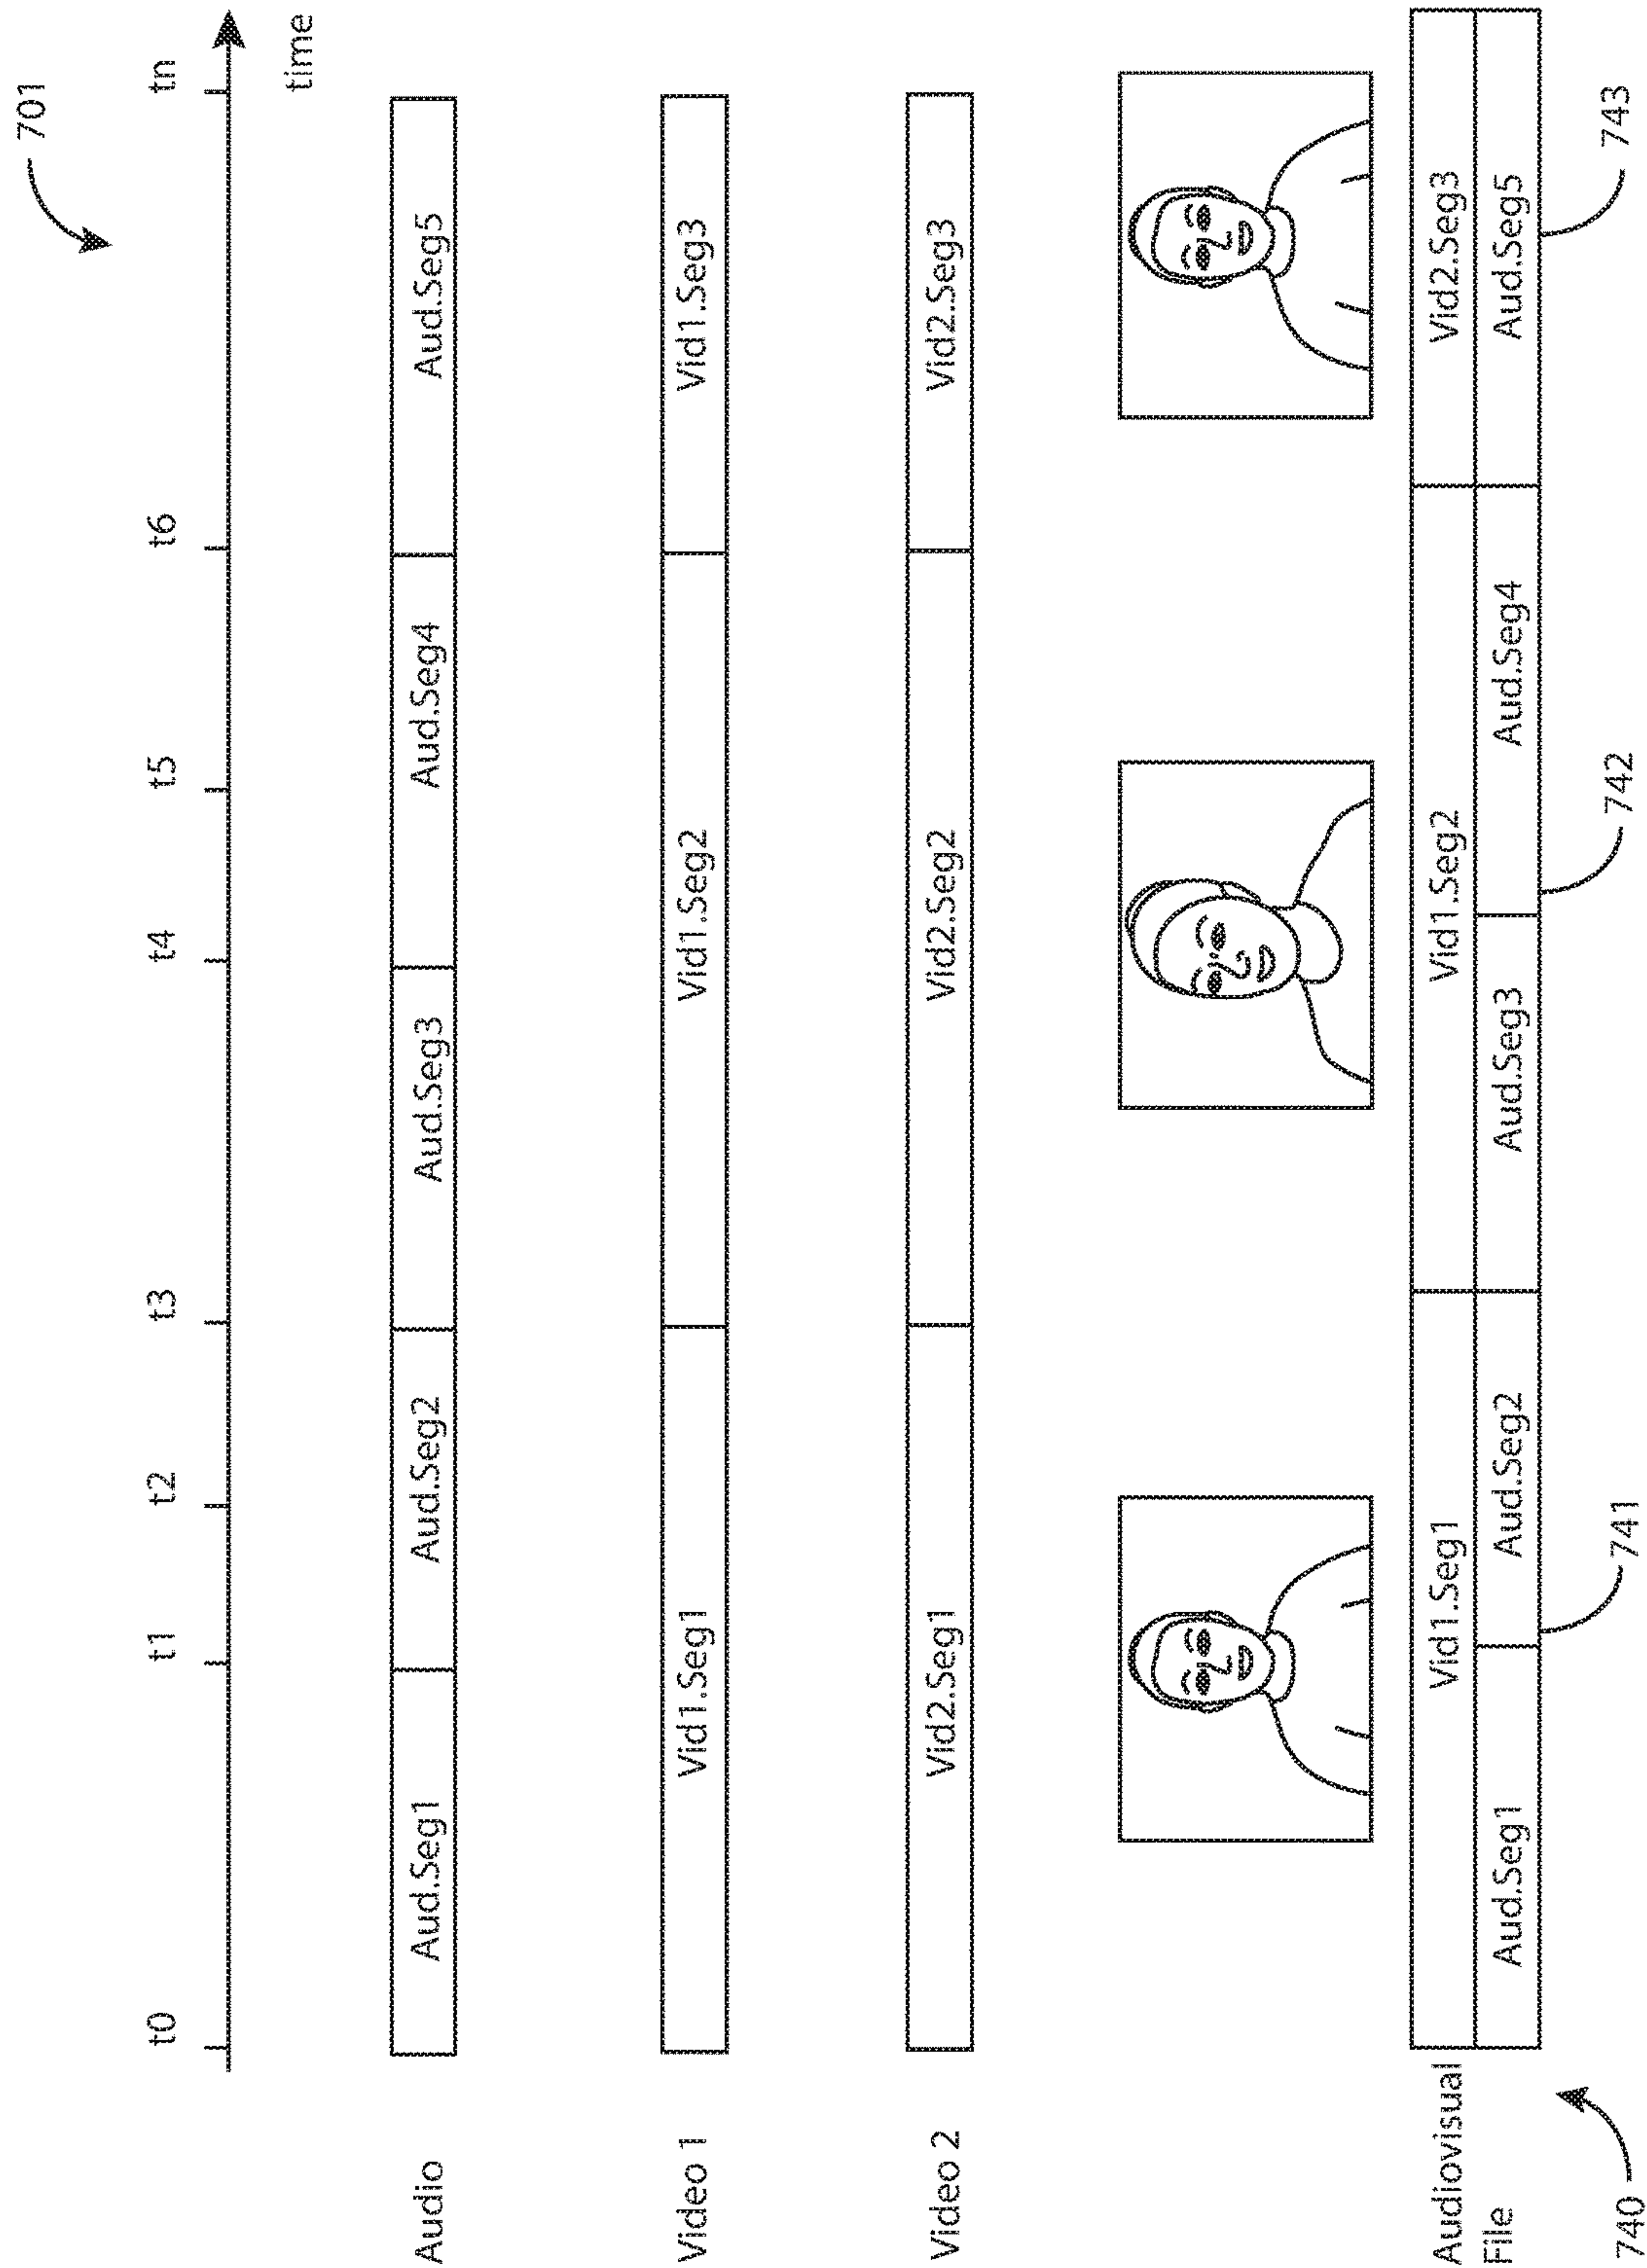 701
t0 t1 t2 t3 t4 t5 t6 tn
time
Audio Aud.Seg1 Aud.Seg2 Aud.Seg3 Aud.Seg4 Aud.Seg5
Video 1 Vid1.Seg1 Vid1.Seg2 Vid1.Seg3
Video 2 Vid2.Seg1 Vid2.Seg2 Vid2.Seg3
Audiovisual Vid1.Seg1 Vid1.Seg2 Vid2.Seg3
File Aud.Seg1 Aud.Seg2 Aud.Seg3 Aud.Seg4 Aud.Seg5
740 741 742 743